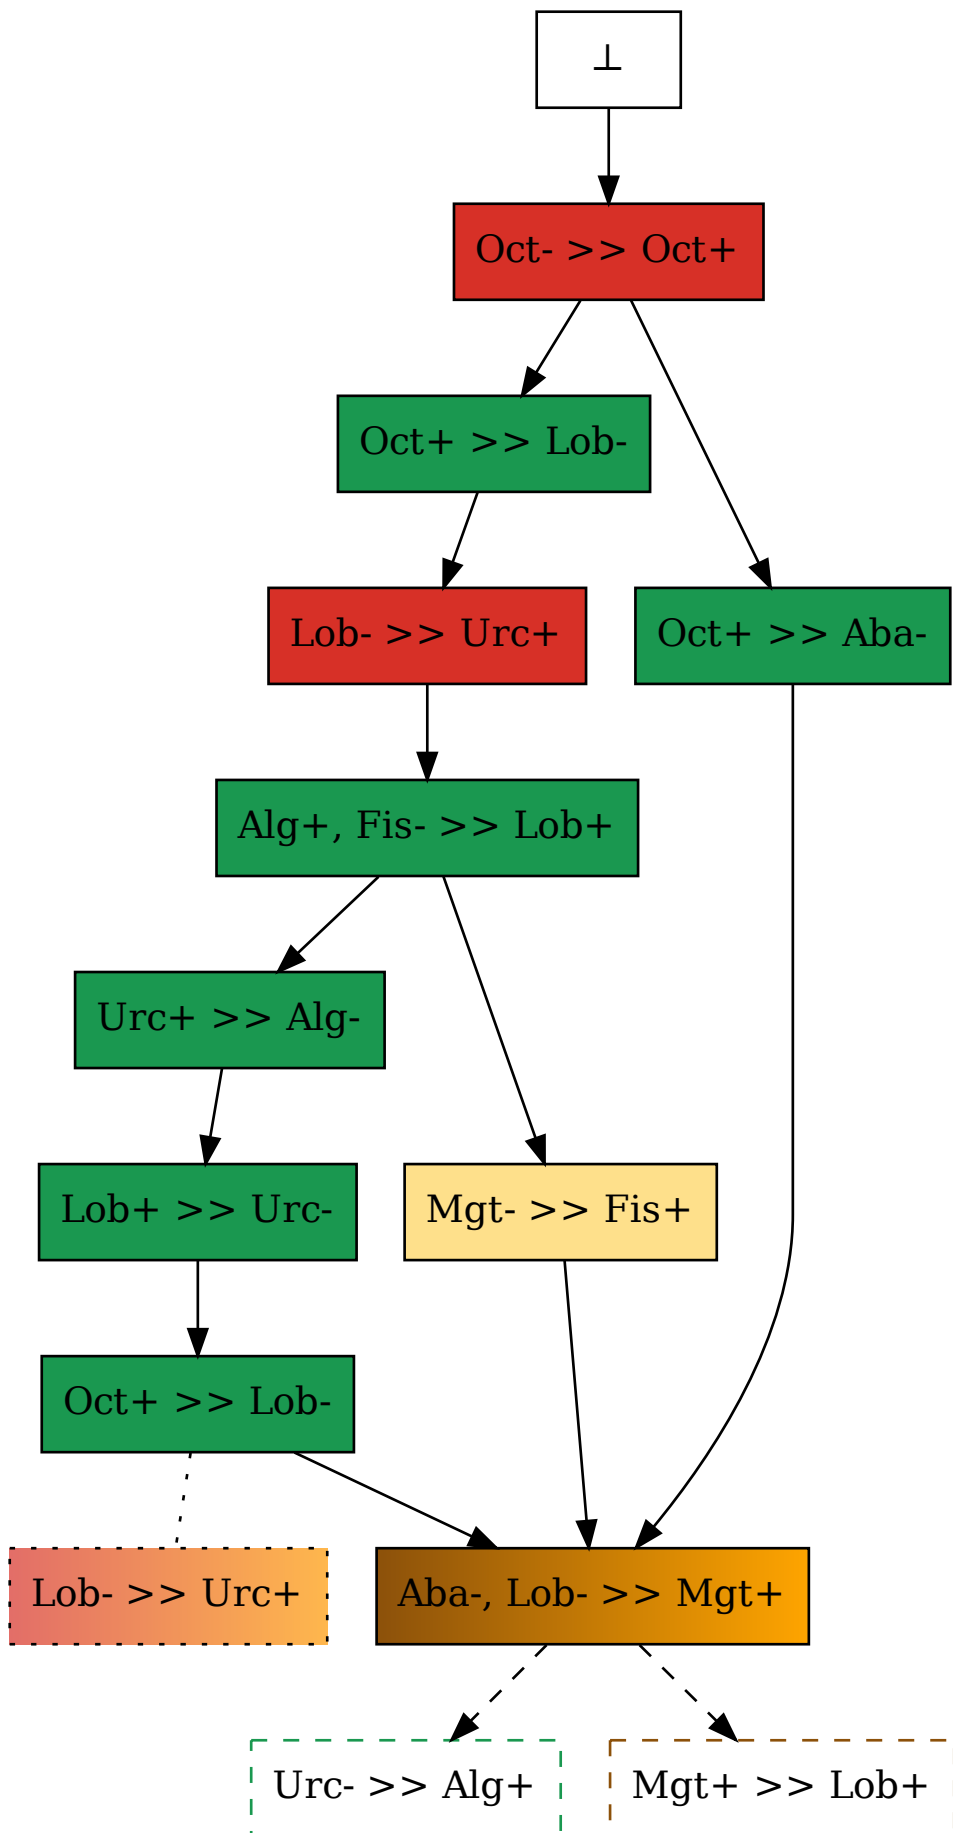 ⊥
Oct- >> Oct+
Oct+ >> Lob-
Lob- >> Urc+
Oct+ >> Aba-
Alg+, Fis- >> Lob+
Urc+ >> Alg-
Lob+ >> Urc-
Mgt- >> Fis+
Oct+ >> Lob-
Lob- >> Urc+
Aba-, Lob- >> Mgt+
Urc- >> Alg+
Mgt+ >> Lob+